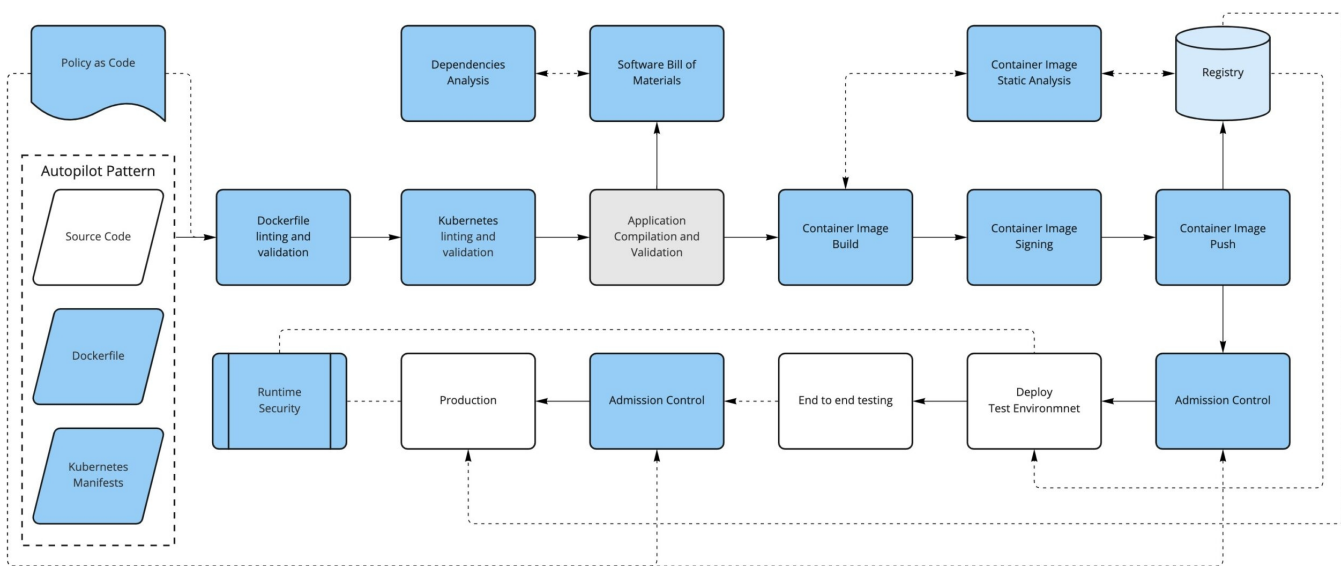 Policy as Code
Dependencies
Analysis
Software Bill of
Materials
Container Image
Static Analysis
Registry
Autopilot Pattern
Source Code
Dockerfile
linting and
validation
Kubernetes
linting and
validation
Application
Compilation and
Validation
Container Image
Build
Container Image
Signing
Container Image
Push
Dockerfile
Runtime
Security
Production
Admission Control
End to end testing
Deploy
Test Environmnet
Admission Control
Kubernetes
Manifests